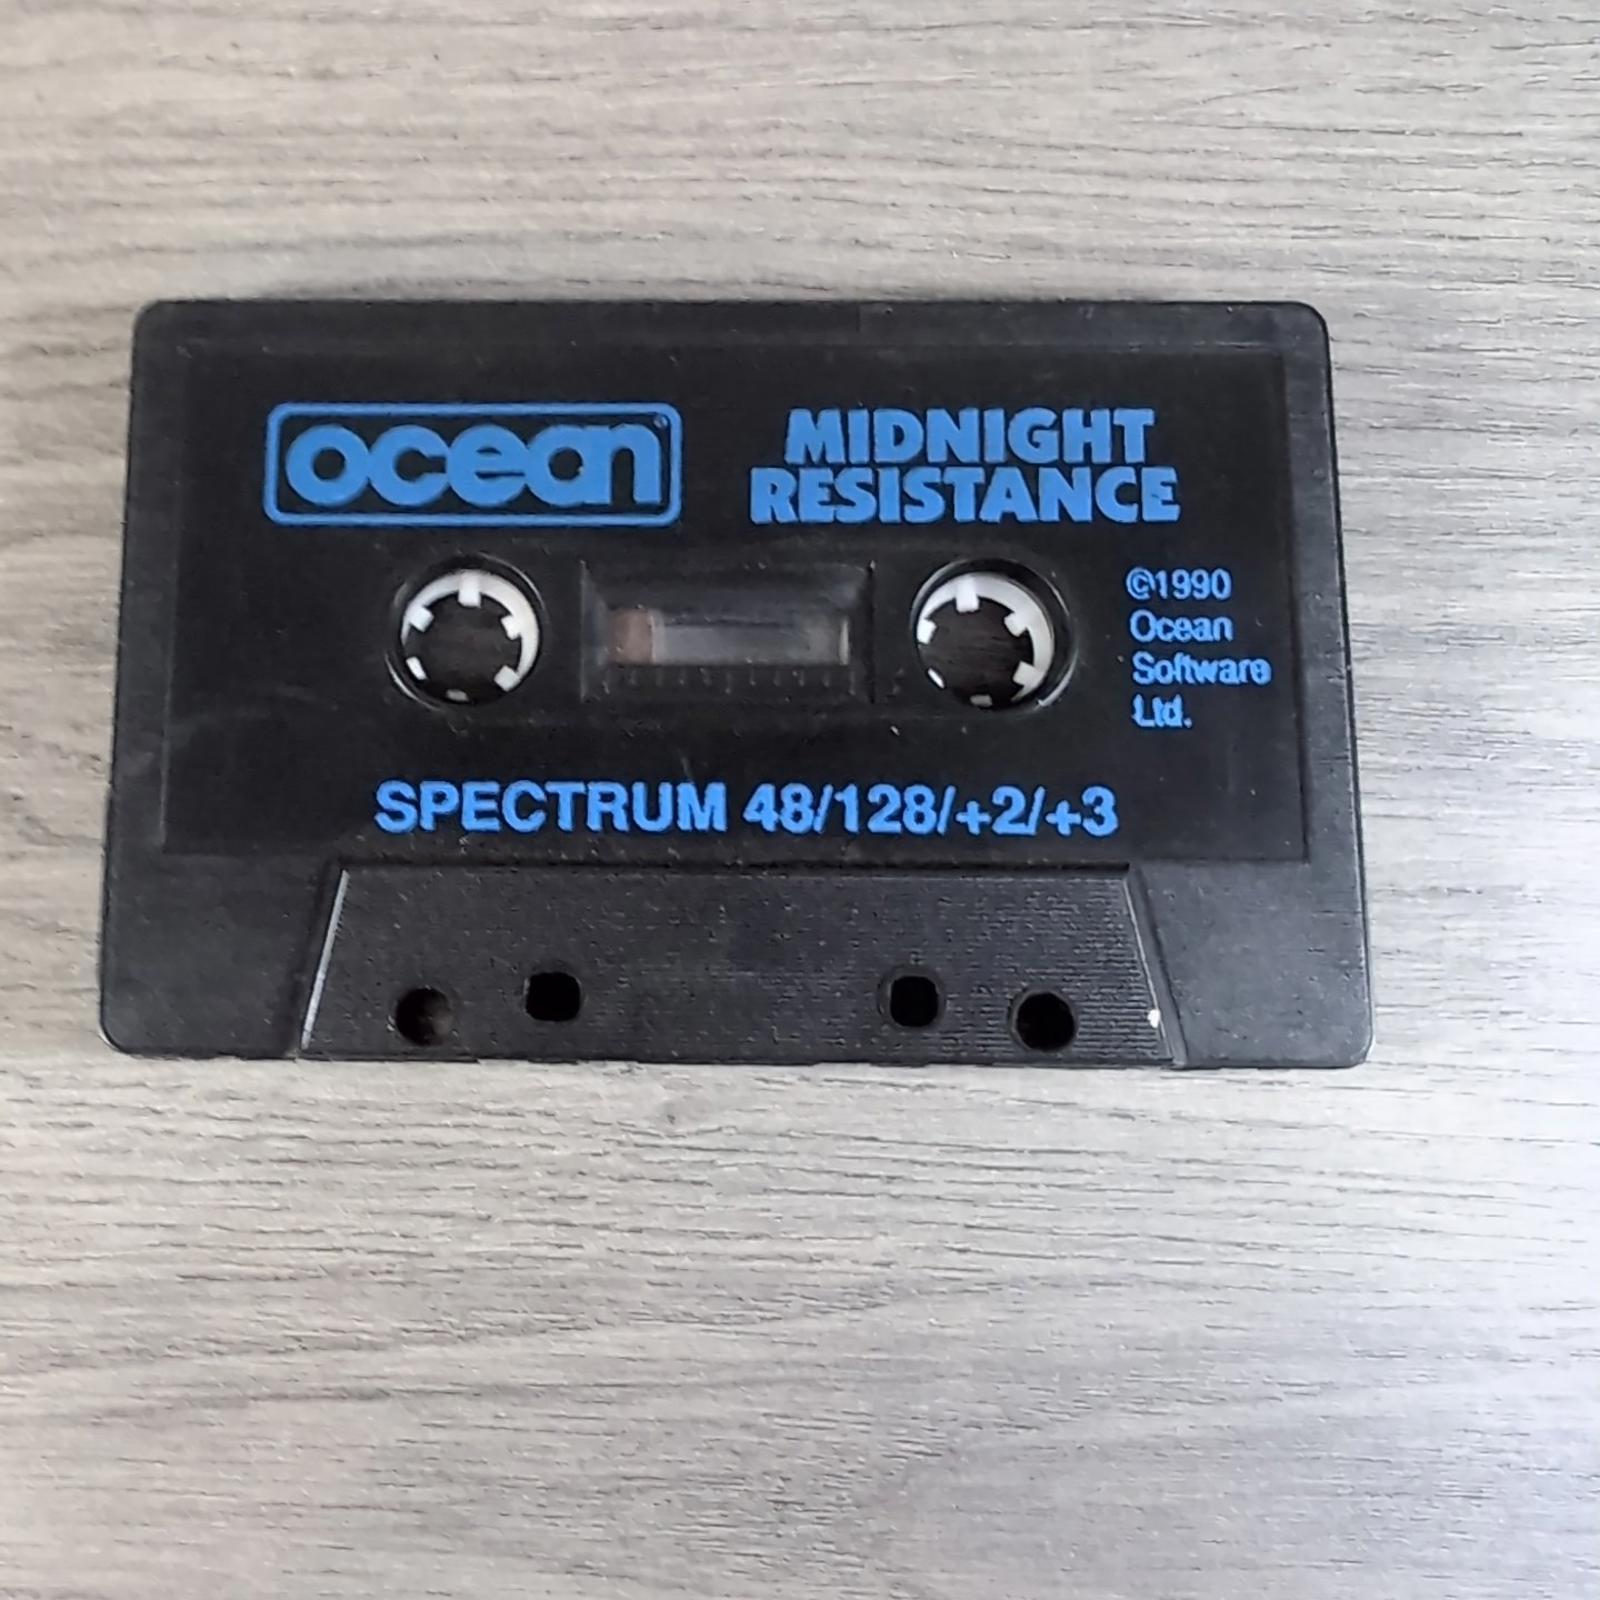 ocean
MIDNIGHT
RESISTANCE
©1990
Ocean
Software
Ltd.
SPECTRUM 48/128/+2/+3